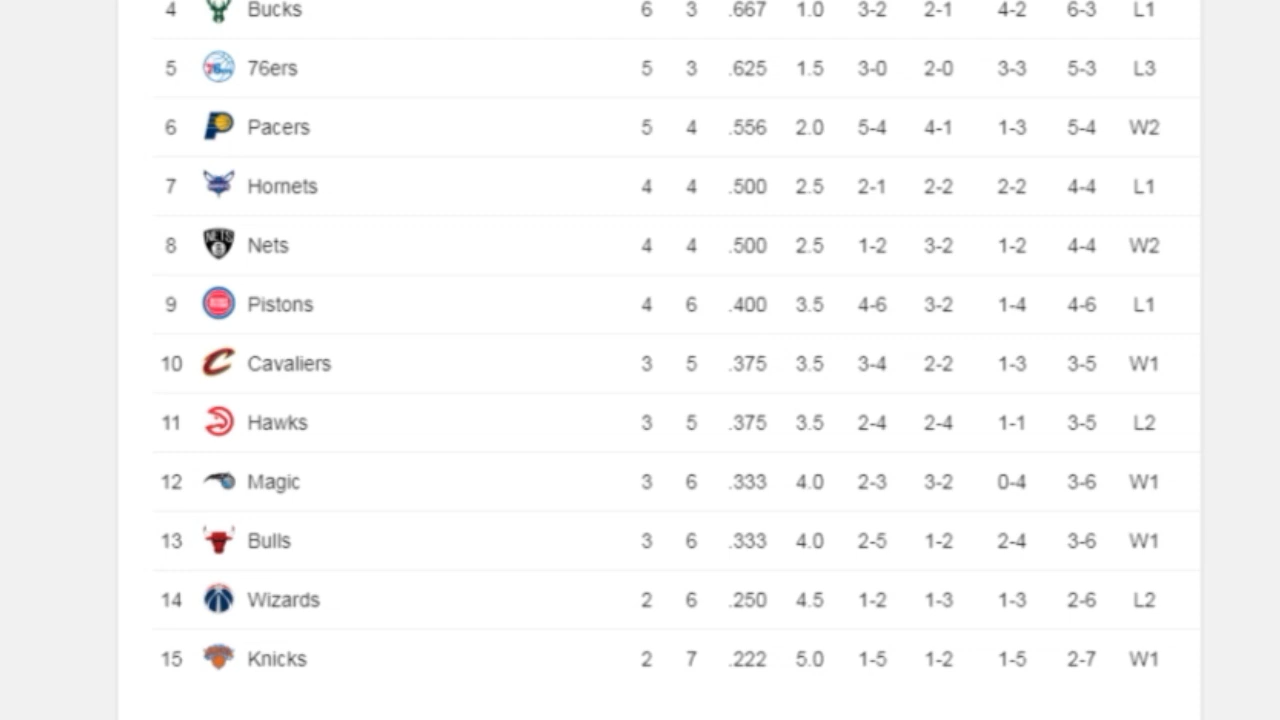 4 Bucks 6 3 .667 1.0 3-2 2-1 4-2 6-3 L1
5 76ers 5 3 .625 1.5 3-0 2-0 3-3 5-3 L3
6 Pacers 5 4 .556 2.0 5-4 4-1 1-3 5-4 W2
7 Hornets 4 4 .500 2.5 2-1 2-2 2-2 4-4 L1
8 Nets 4 4 .500 2.5 1-2 3-2 1-2 4-4 W2
9 Pistons 4 6 .400 3.5 4-6 3-2 1-4 4-6 L1
10 Cavaliers 3 5 .375 3.5 3-4 2-2 1-3 3-5 W1
11 Hawks 3 5 .375 3.5 2-4 2-4 1-1 3-5 L2
12 Magic 3 6 .333 4.0 2-3 3-2 0-4 3-6 W1
13 Bulls 3 6 .333 4.0 2-5 1-2 2-4 3-6 W1
14 Wizards 2 6 .250 4.5 1-2 1-3 1-3 2-6 L2
15 Knicks 2 7 .222 5.0 1-5 1-2 1-5 2-7 W1